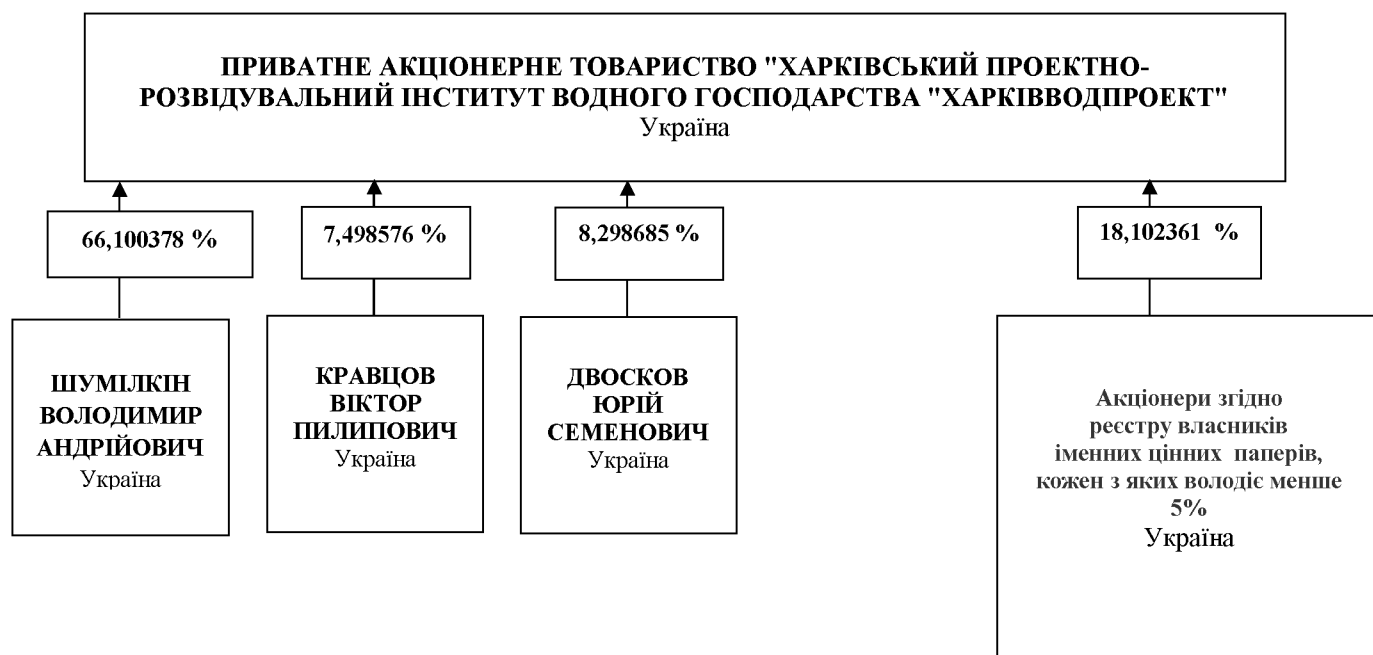 ПРИВАТНЕ АКЦІОНЕРНЕ ТОВАРИСТВО "ХАРКІВСЬКИЙ ПРОЕКТНО-
РОЗВІДУВАЛЬНИЙ ІНСТИТУТ ВОДНОГО ГОСПОДАРСТВА "ХАРКІВВОДПРОЕКТ"
Україна
66,100378 %
7,498576 %
8,298685 %
18,102361 %
ШУМІЛКІН
ВОЛОДИМИР
АНДРІЙОВИЧ
Україна
КРАВЦОВ
ВІКТОР
ПИЛИПОВИЧ
Україна
ДВОСКОВ
ЮРІЙ
СЕМЕНОВИЧ
Україна
Акціонери згідно
реєстру власників
іменних цінних паперів,
кожен з яких володіє менше
5%
Україна